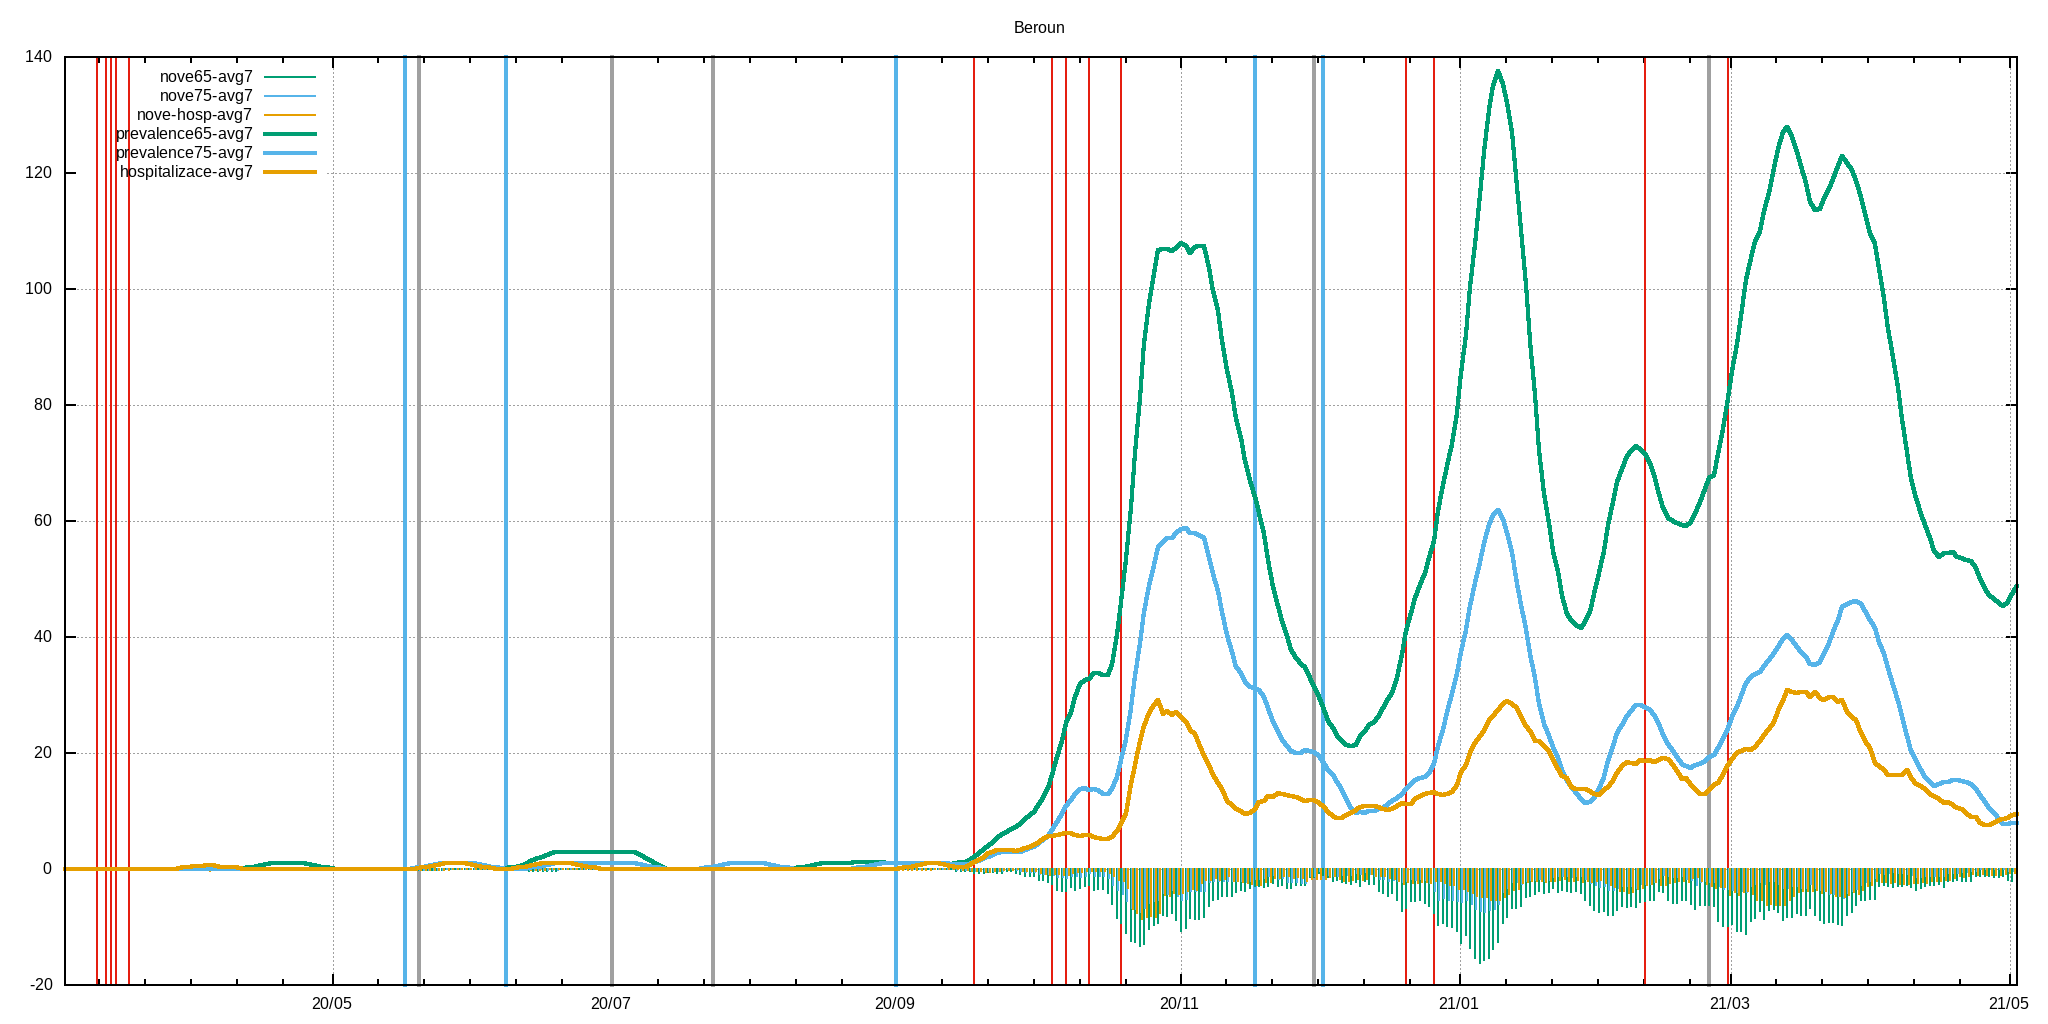 Beroun
140
120
100
80
60
40
20
0
-20
nove65-avg7
nove75-avg7
nove-hosp-avg7
prevalence65-avg7
prevalence75-avg7
hospitalizace-avg7
20/05 20/07 20/09 20/11 21/01 21/03 21/05